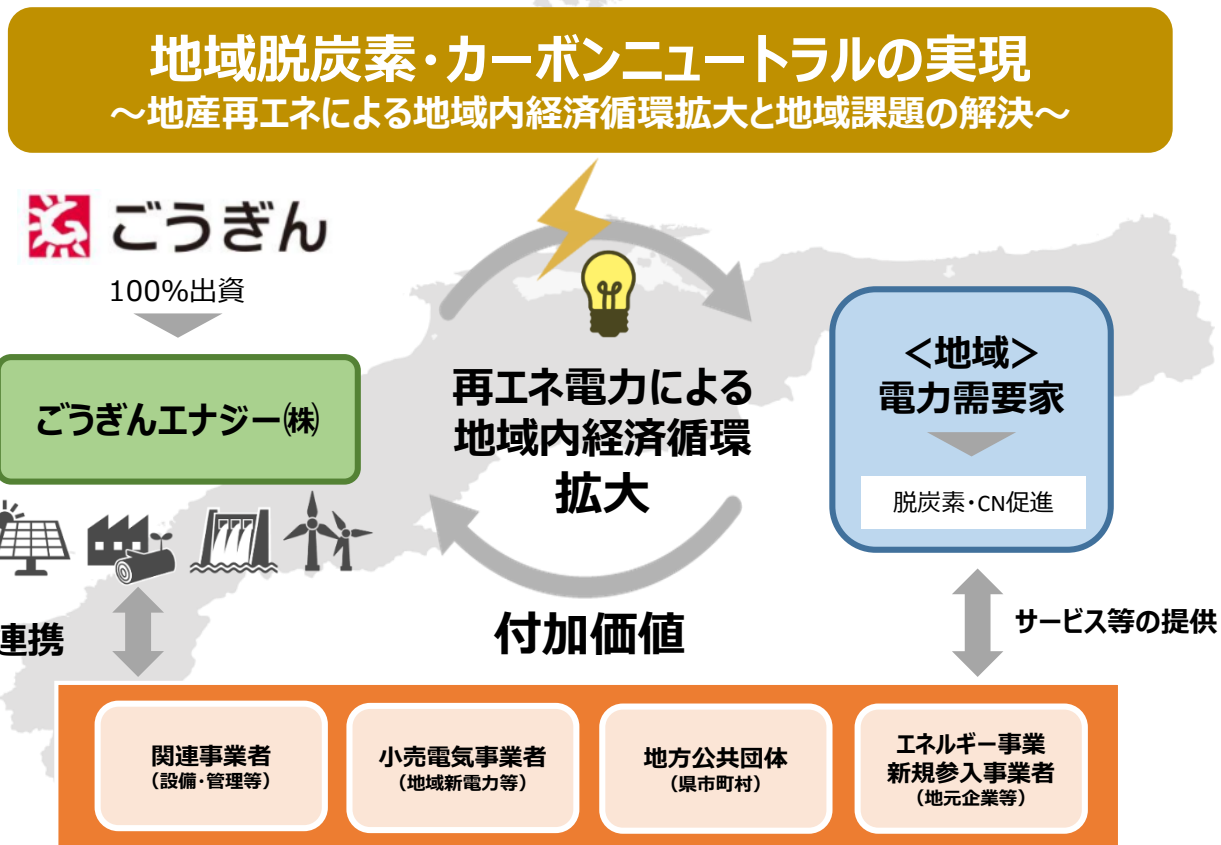 地域脱炭素・カーボンニュートラルの実現
～地産再エネによる地域内経済循環拡大と地域課題の解決～
ごうぎん
100%出資
ごうぎんエナジー㈱
再エネ電力による
地域内経済循環
拡大
＜地域＞
電力需要家
脱炭素・CN促進
付加価値
連携
サービス等の提供
関連事業者
（設備・管理等）
小売電気事業者
（地域新電力等）
地方公共団体
（県市町村）
エネルギー事業
新規参入事業者
（地元企業等）